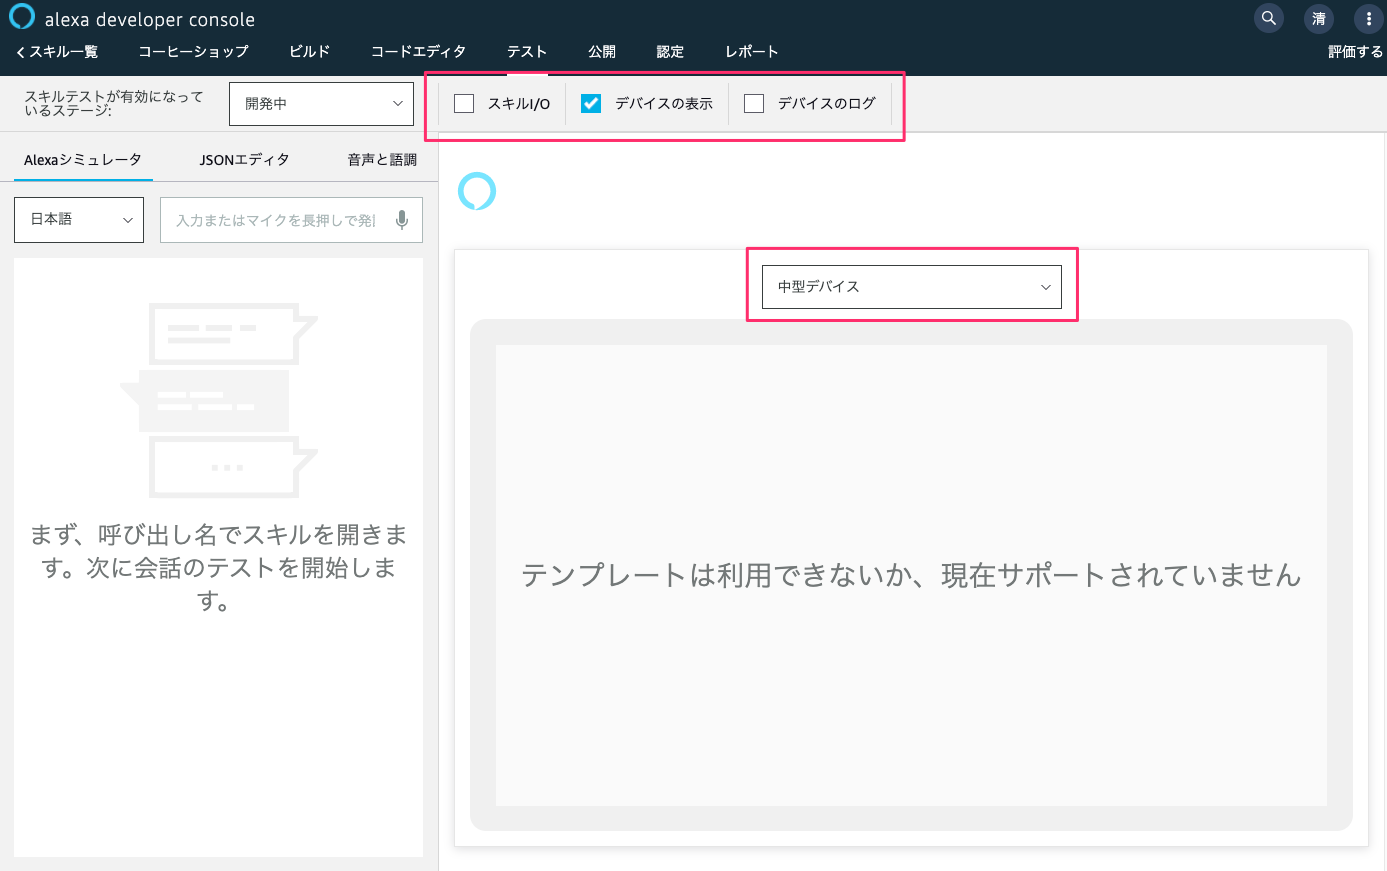 alexa developer console
清
スキル一覧
コーヒーショップ
ビルド
コードエディタ
テスト
公開
認定
レポート
評価する
スキルテストが有効になって
いるステージ:
開発中
スキルI/O
デバイスの表示
デバイスのログ
Alexaシミュレータ
JSONエディタ
音声と語調
日本語
入力またはマイクを長押しで発
中型デバイス
まず、呼び出し名でスキルを開きま
す。次に会話のテストを開始しま
す。
テンプレートは利用できないか、現在サポートされていません